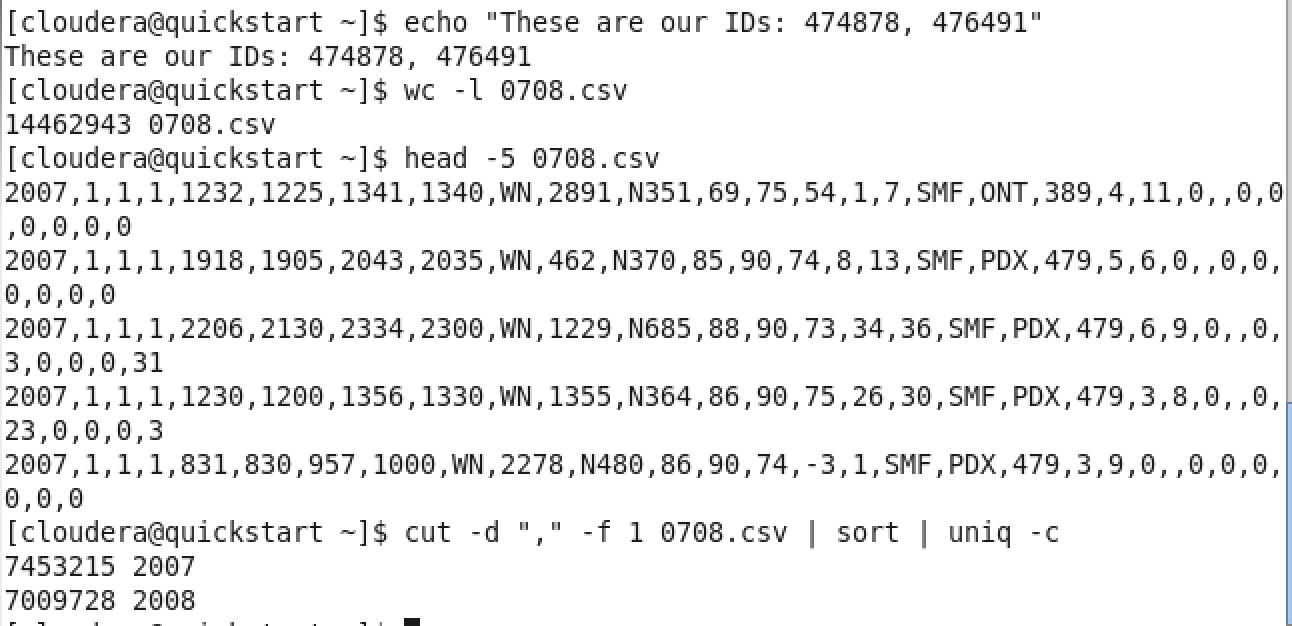 [cloudera@quickstart ~]$ echo "These are our IDs: 474878, 476491"
These are our IDs: 474878, 476491
[cloudera@quickstart ~]$ wc -l 0708.csv
14462943 0708.csv
[cloudera@quickstart ~]$ head -5 0708.csv
2007,1,1,1,1232,1225,1341,1340,WN,2891,N351,69,75,54,1,7,SMF,ONT,389,4,11,0,,0,0
,0,0,0,0
2007,1,1,1,1918,1905,2043,2035,WN,462,N370,85,90,74,8,13,SMF,PDX,479,5,6,0,,0,0,
0,0,0,0
2007,1,1,1,2206,2130,2334,2300,WN,1229,N685,88,90,73,34,36,SMF,PDX,479,6,9,0,,0,
3,0,0,0,31
2007,1,1,1,1230,1200,1356,1330,WN,1355,N364,86,90,75,26,30,SMF,PDX,479,3,8,0,,0,
23,0,0,0,3
2007,1,1,1,831,830,957,1000,WN,2278,N480,86,90,74,-3,1,SMF,PDX,479,3,9,0,,0,0,0,
0,0,0
[cloudera@quickstart ~]$ cut -d "," -f 1 0708.csv | sort | uniq -c
7453215 2007
7009728 2008